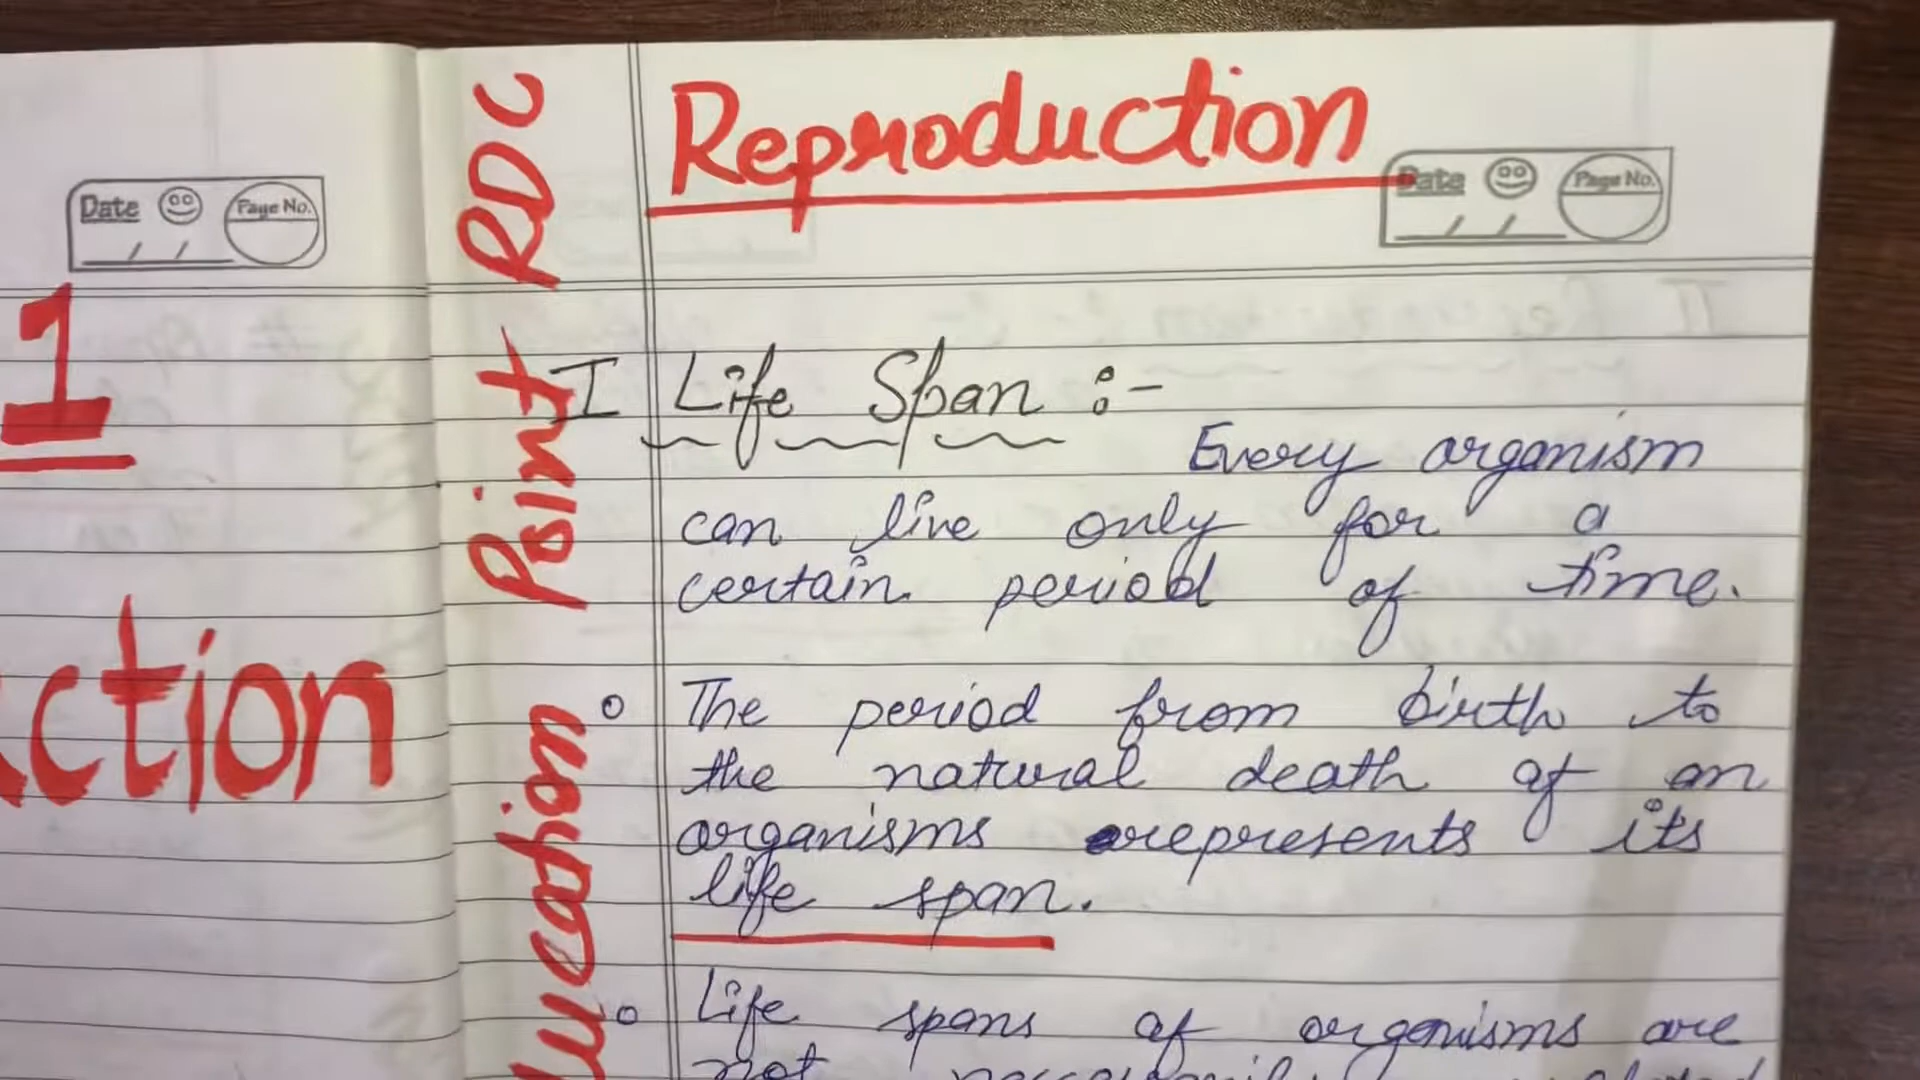 Date
Page No.
1
ction
ucation Point RDC
Reproduction
Date
Page No.
I Life Span :-
Every organism
can live only for a
certain period of time.
The period from birth to
the natural death of an
organisms represents its
life span.
Life spans of organisms are
not